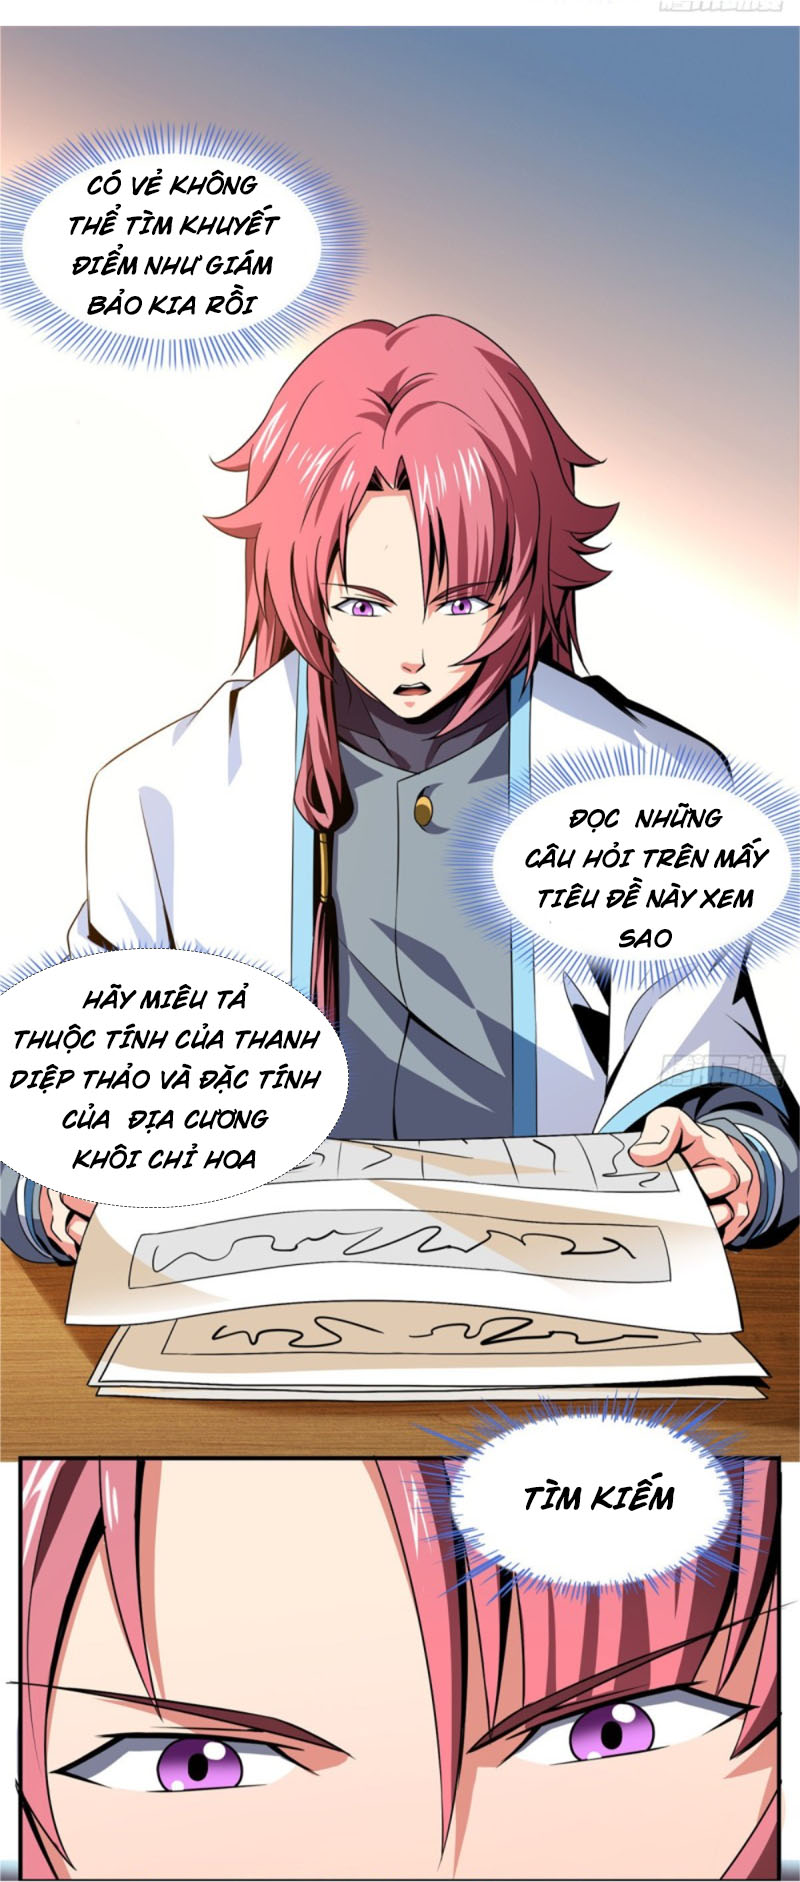 CÓ VẺ KHÔNG
THỂ TÌM KHUYẾT
ĐIỂM NHƯ GIÁM
BẢO KIA RỒI
ĐỌC NHỮNG
CÂU HỎI TRÊN MẤY
TIÊU ĐỀ NÀY XEM
SAO
HÃY MIÊU TẢ
THUỘC TÍNH CỦA THANH
DIỆP THẢO VÀ ĐẶC TÍNH
CỦA ĐỊA CƯƠNG
KHÔI CHỈ HOA
TÌM KIẾM